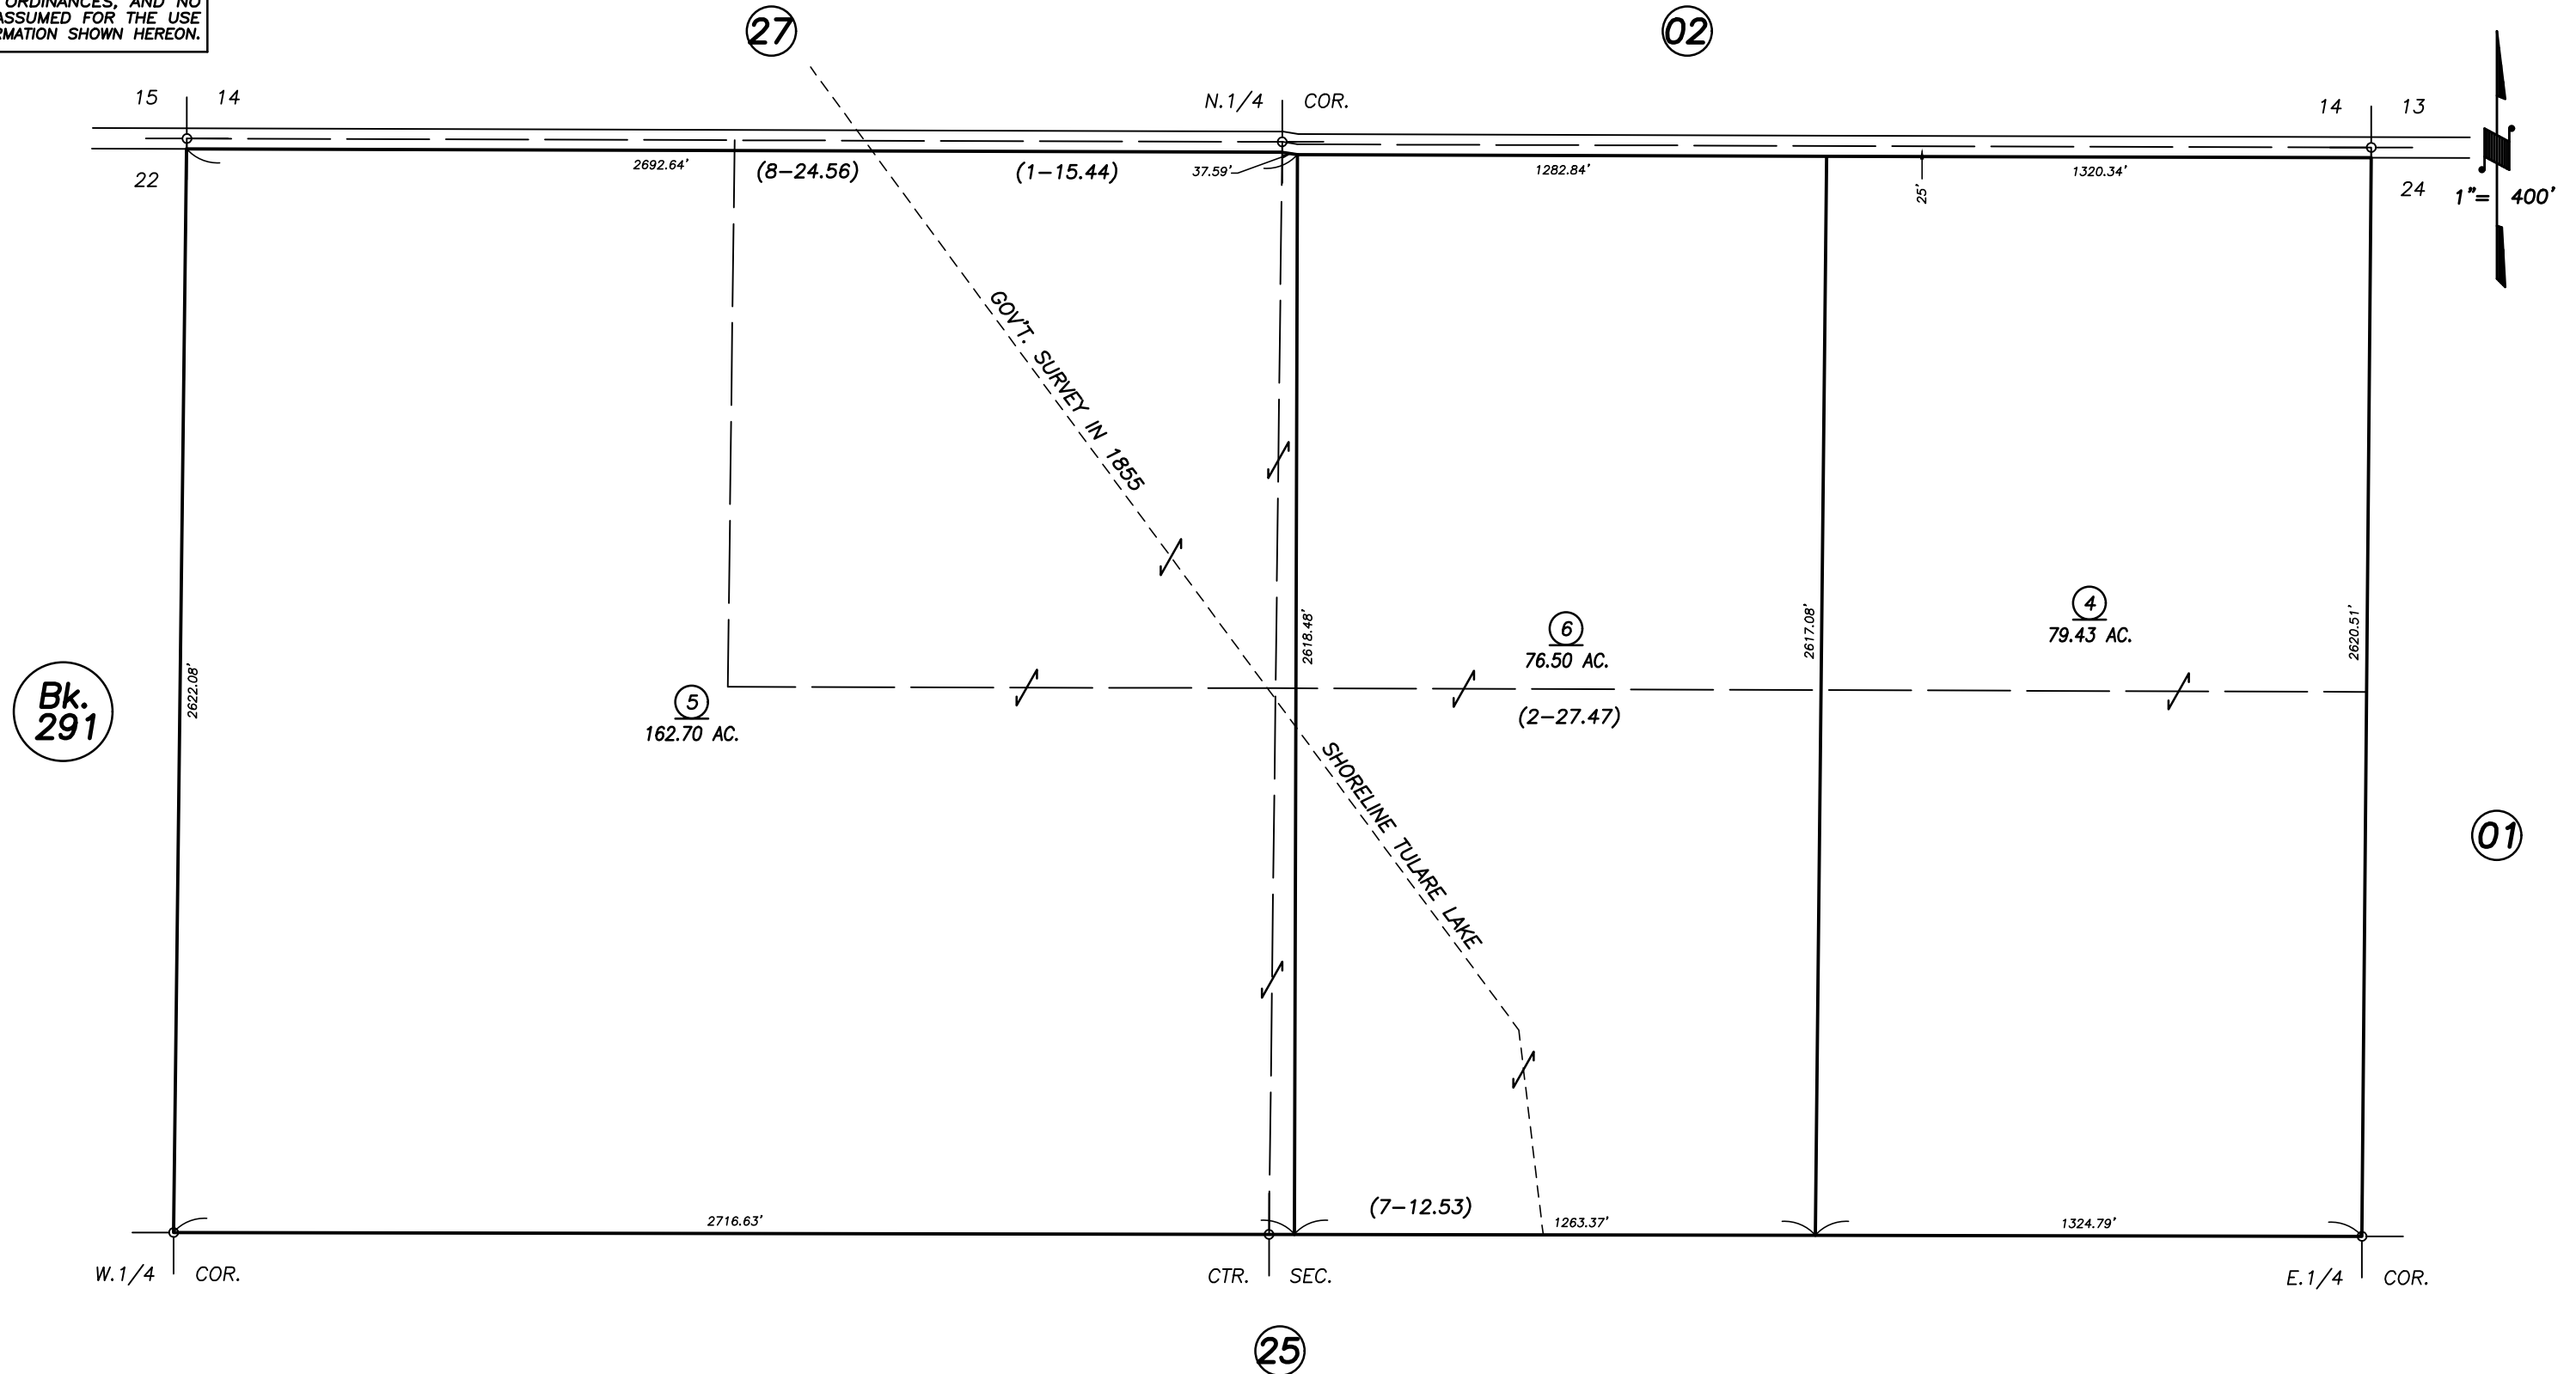 ORDINANCES, AND NO
ASSUMED FOR THE USE
SHOWN HEREON.
27
02
15 14
N.1/4 COR.
14 13
22
2692.64'
(8-24.56)
(1-15.44)
37.59'
1282.84'
25'
1320.34'
24
1"= 400'
GOV'T. SURVEY IN 1855
2622.08'
2618.48'
2617.08'
2620.51'
4
79.43 AC.
6
76.50 AC.
Bk.
291
5
162.70 AC.
(2-27.47)
SHORELINE TULARE LAKE
01
(7-12.53)
2716.63'
1263.37'
1324.79'
W.1/4 COR.
CTR. SEC.
E.1/4 COR.
25